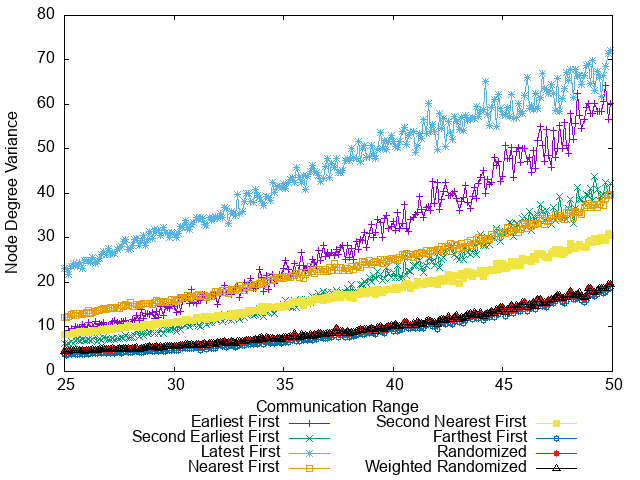 80
70
60
50
40
30
20
10
0
Node Degree Variance
25 30 35 40 45 50
Communication Range
Earliest First Second Nearest First
Second Earliest First Farthest First
Latest First Randomized
Nearest First Weighted Randomized